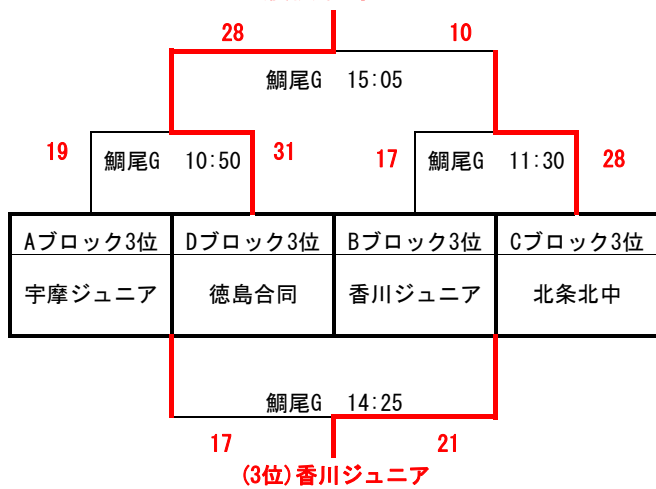 28 10
鯛尾G 15:05
19 鯛尾G 10:50 31 17 鯛尾G 11:30 28
Aブロック3位 Dブロック3位 Bブロック3位 Cブロック3位
宇摩ジュニア 徳島合同 香川ジュニア 北条北中
鯛尾G 14:25
17 21
(3位)香川ジュニア